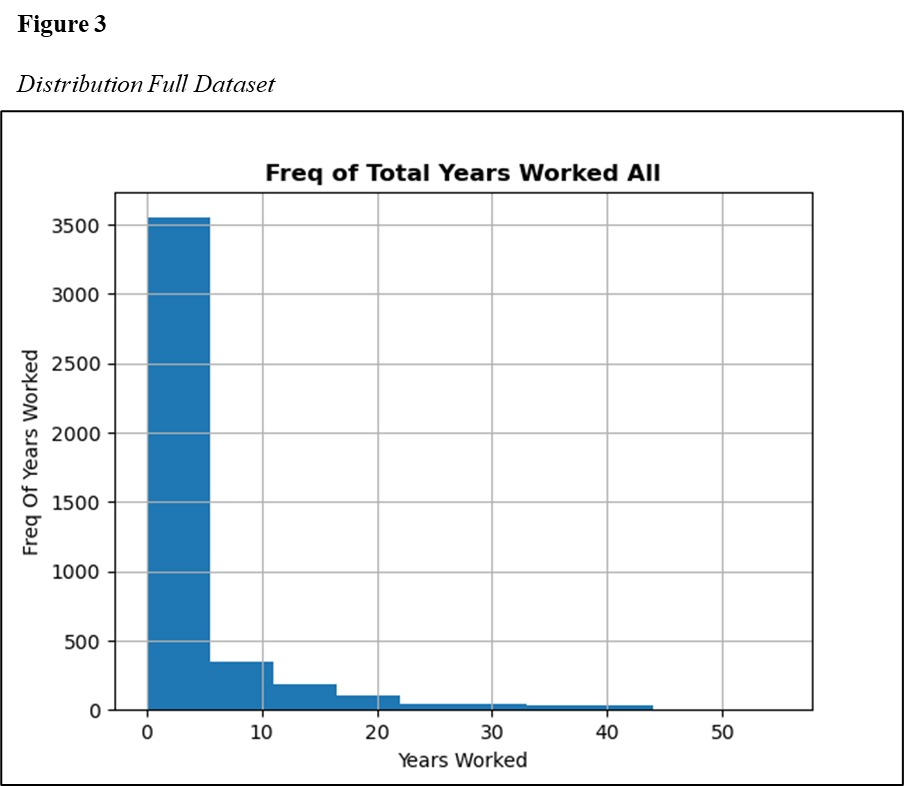 Figure 3
Distribution Full Dataset
Freq of Total Years Worked All
3500
3000
2500
2000
1500
1000
500
0
Freq Of Years Worked
0 10 20 30 40 50
Years Worked